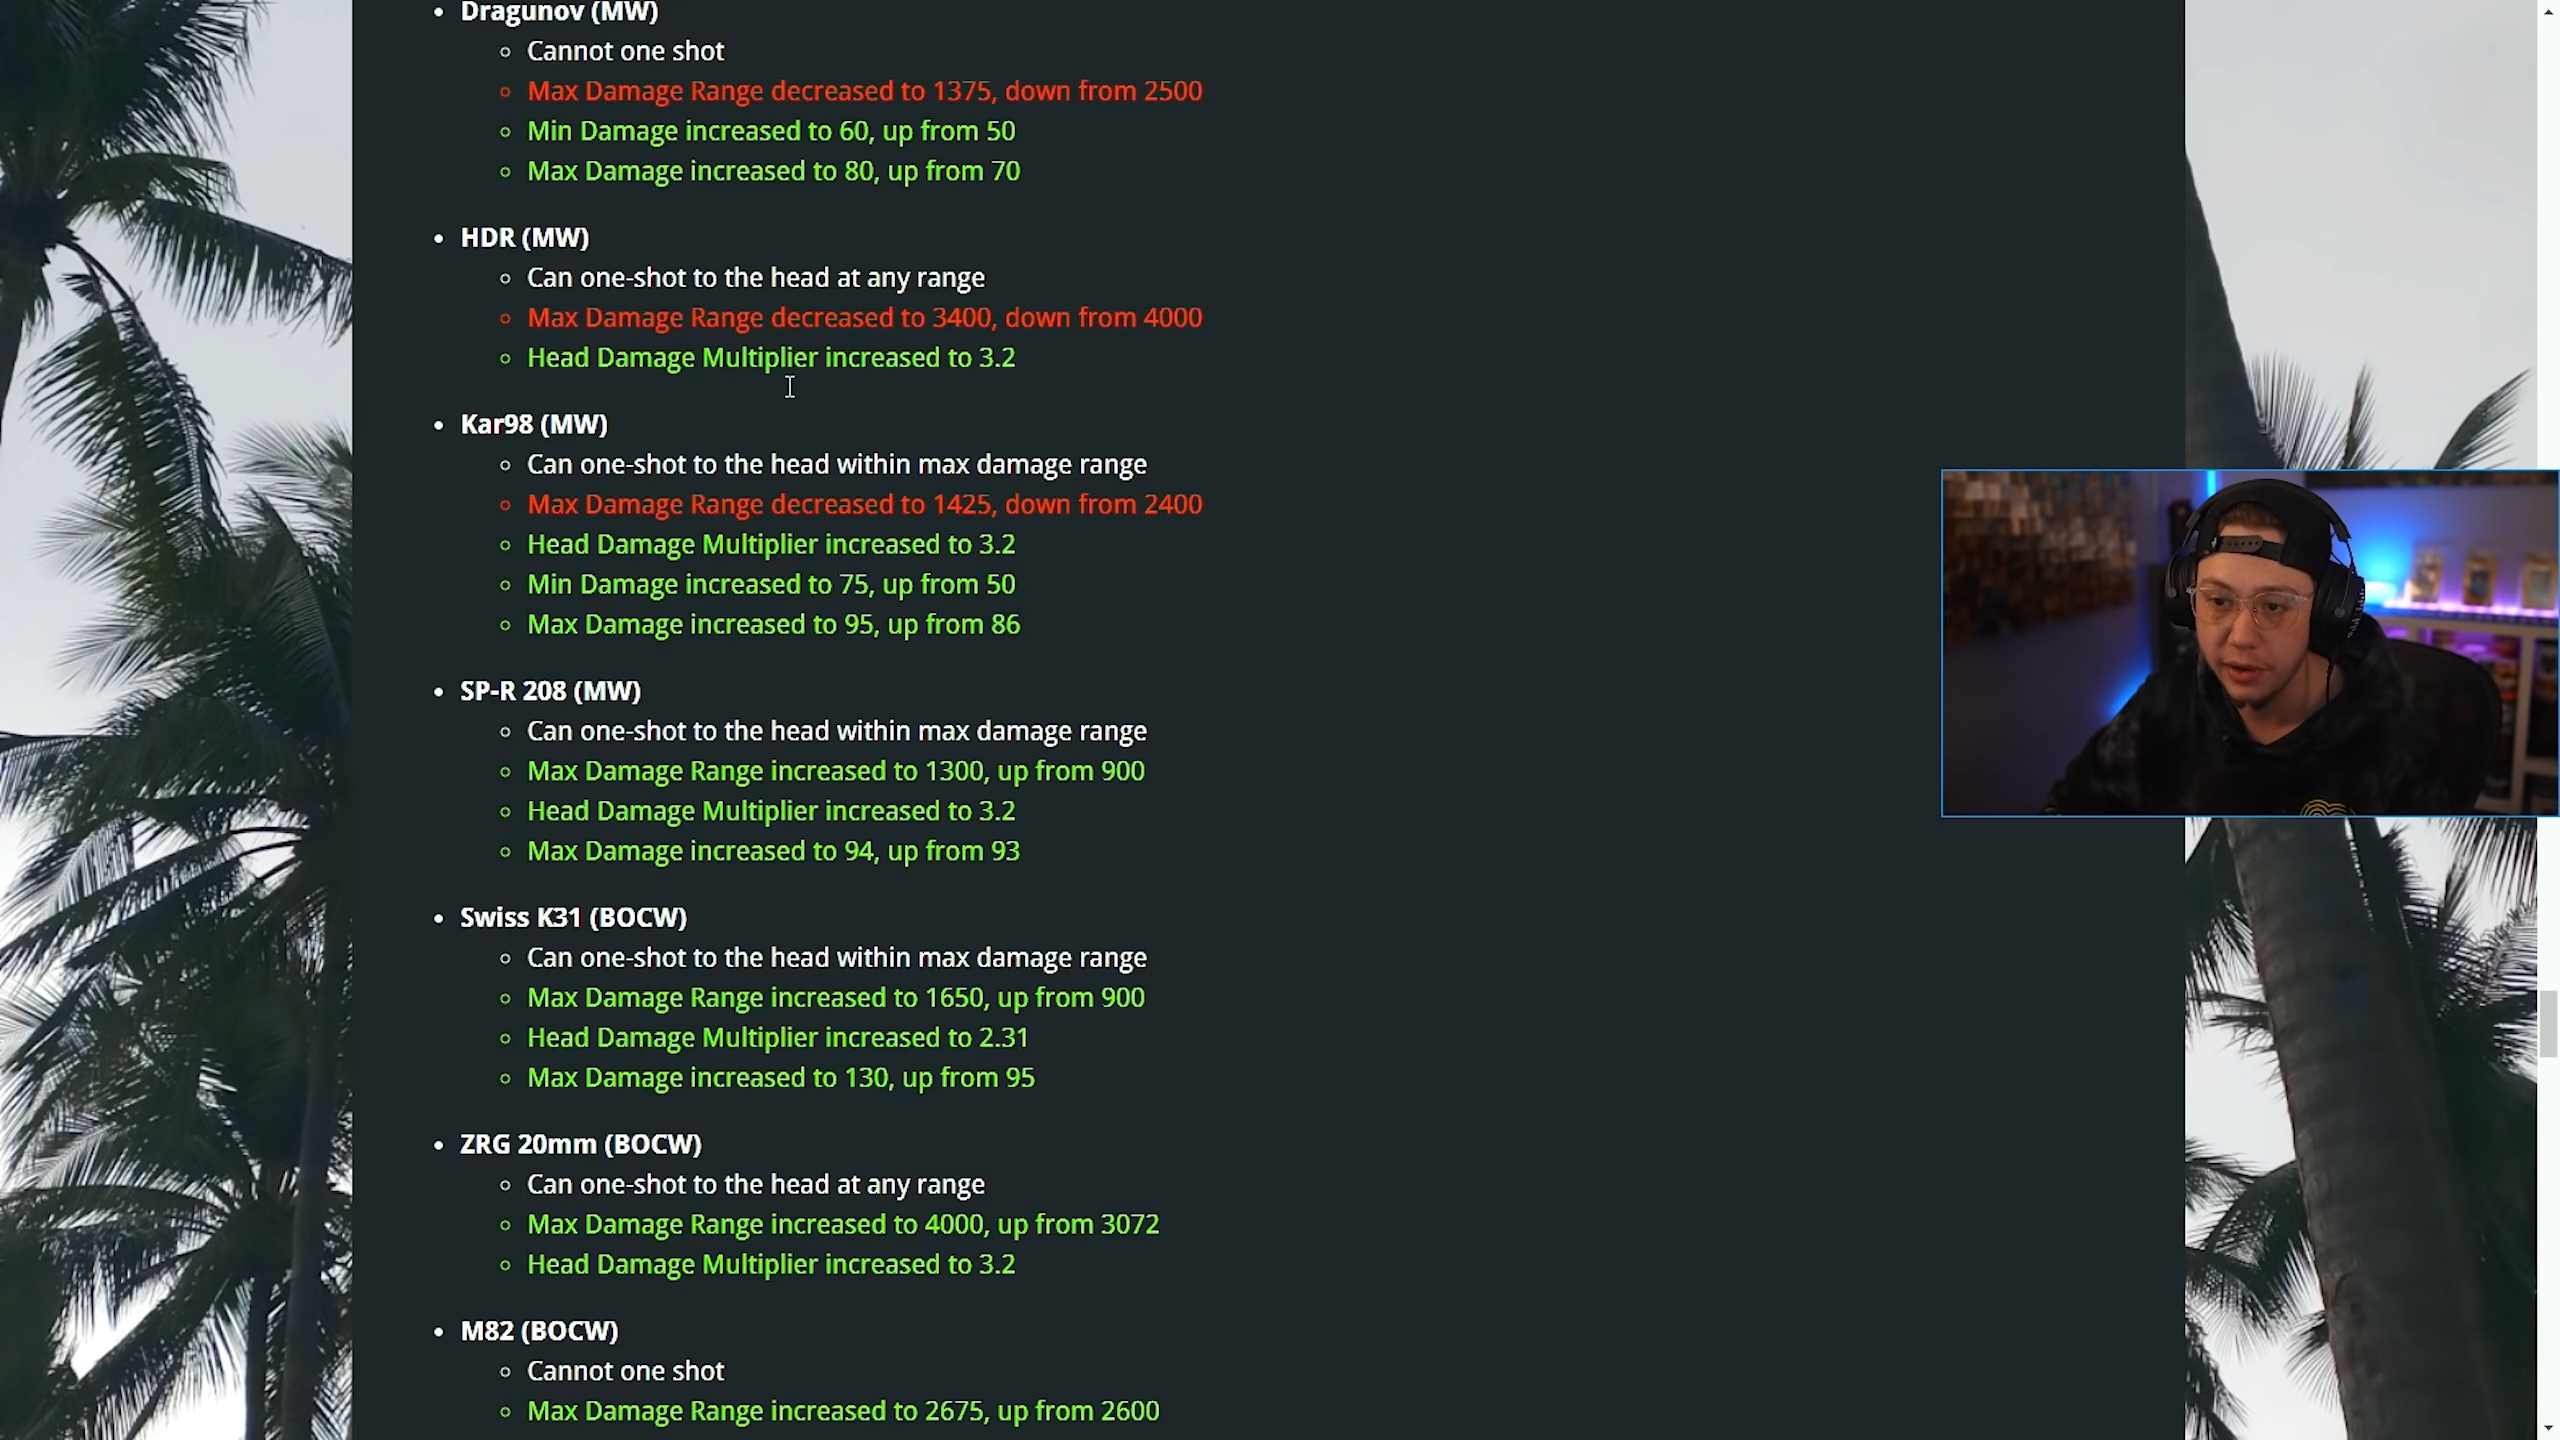 Dragunov (MW)
Cannot one shot
Max Damage Range decreased to 1375, down from 2500
Min Damage increased to 60, up from 50
Max Damage increased to 80, up from 70
HDR (MW)
Can one-shot to the head at any range
Max Damage Range decreased to 3400, down from 4000
Head Damage Multiplier increased to 3.2
Kar98 (MW)
Can one-shot to the head within max damage range
Max Damage Range decreased to 1425, down from 2400
Head Damage Multiplier increased to 3.2
Min Damage increased to 75, up from 50
Max Damage increased to 95, up from 86
SP-R 208 (MW)
Can one-shot to the head within max damage range
Max Damage Range increased to 1300, up from 900
Head Damage Multiplier increased to 3.2
Max Damage increased to 94, up from 93
Swiss K31 (BOCW)
Can one-shot to the head within max damage range
Max Damage Range increased to 1650, up from 900
Head Damage Multiplier increased to 2.31
Max Damage increased to 130, up from 95
ZRG 20mm (BOCW)
Can one-shot to the head at any range
Max Damage Range increased to 4000, up from 3072
Head Damage Multiplier increased to 3.2
M82 (BOCW)
Cannot one shot
Max Damage Range increased to 2675, up from 2600